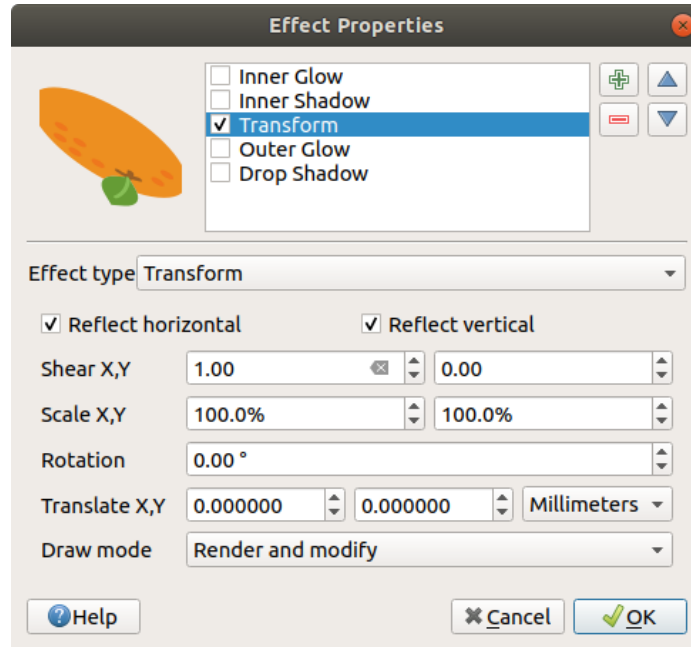 Effect Properties
Inner Glow
Inner Shadow
Transform
Outer Glow
Drop Shadow
Effect type Transform
Reflect horizontal Reflect vertical
Shear X,Y 1.00 0.00
Scale X,Y 100.0% 100.0%
Rotation 0.00 °
Translate X,Y 0.000000 0.000000 Millimeters
Draw mode Render and modify
Help Cancel OK